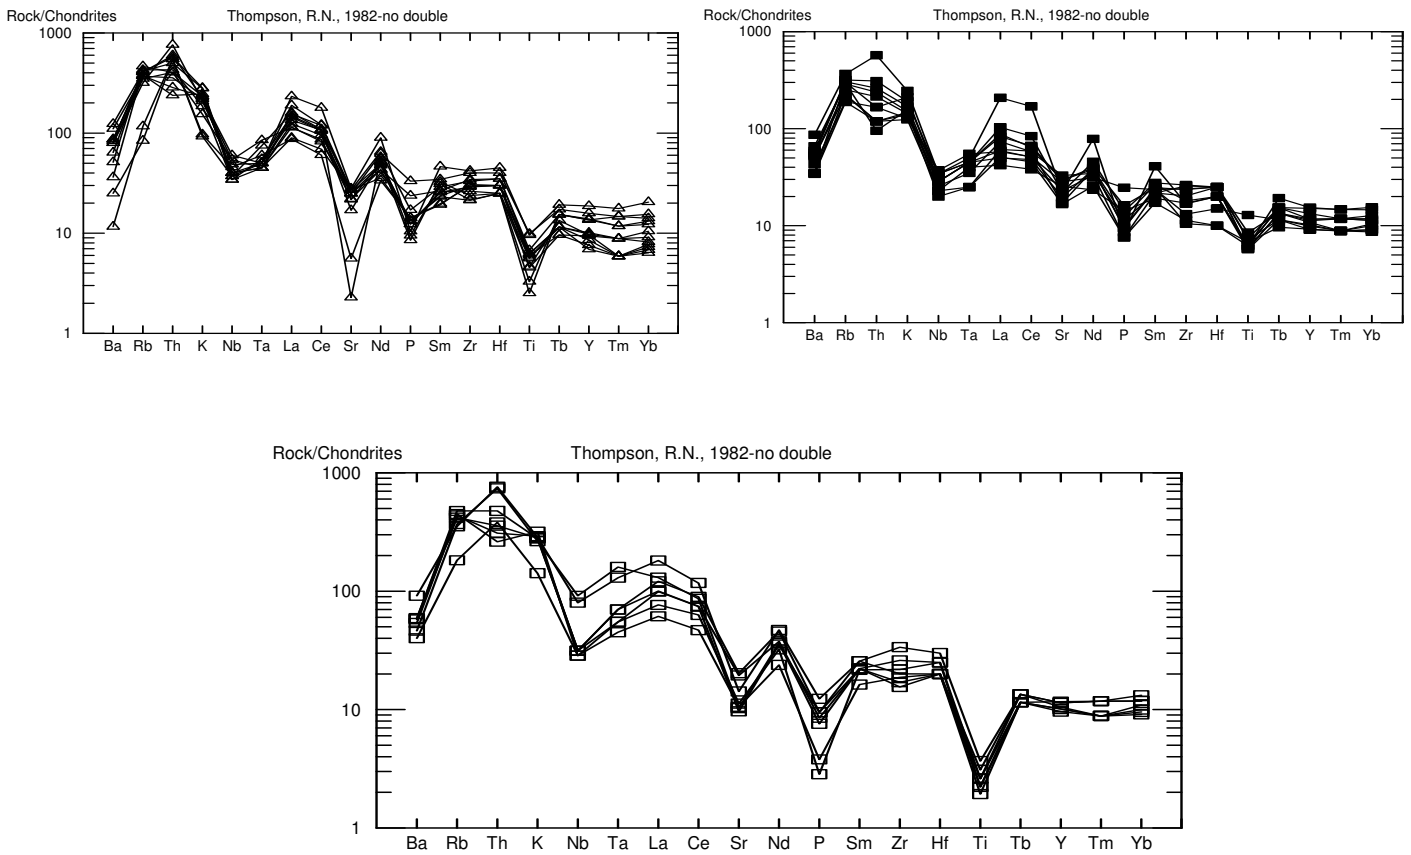 Rock/Chondrites Thompson, R.N., 1982-no double
1000
100
10
1
Ba Rb Th K Nb Ta La Ce Sr Nd P Sm Zr Hf Ti Tb Y Tm Yb
Rock/Chondrites Thompson, R.N., 1982-no double
1000
100
10
1
Ba Rb Th K Nb Ta La Ce Sr Nd P Sm Zr Hf Ti Tb Y Tm Yb
Rock/Chondrites Thompson, R.N., 1982-no double
1000
100
10
1
Ba Rb Th K Nb Ta La Ce Sr Nd P Sm Zr Hf Ti Tb Y Tm Yb